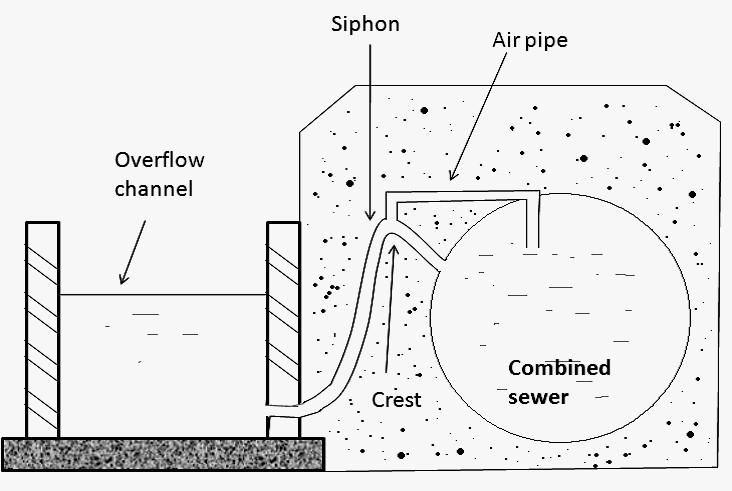 Siphon
Air pipe
Overflow
channel
Crest
Combined
sewer